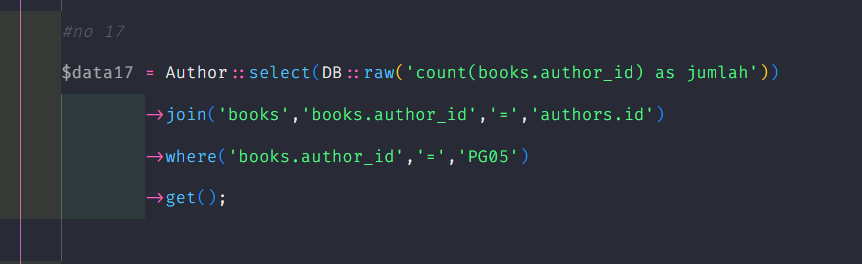 #no 17
$data17 = Author::select(DB::raw('count(books.author_id) as jumlah'))
->join('books','books.author_id','=','authors.id')
->where('books.author_id','=','PG05')
->get();